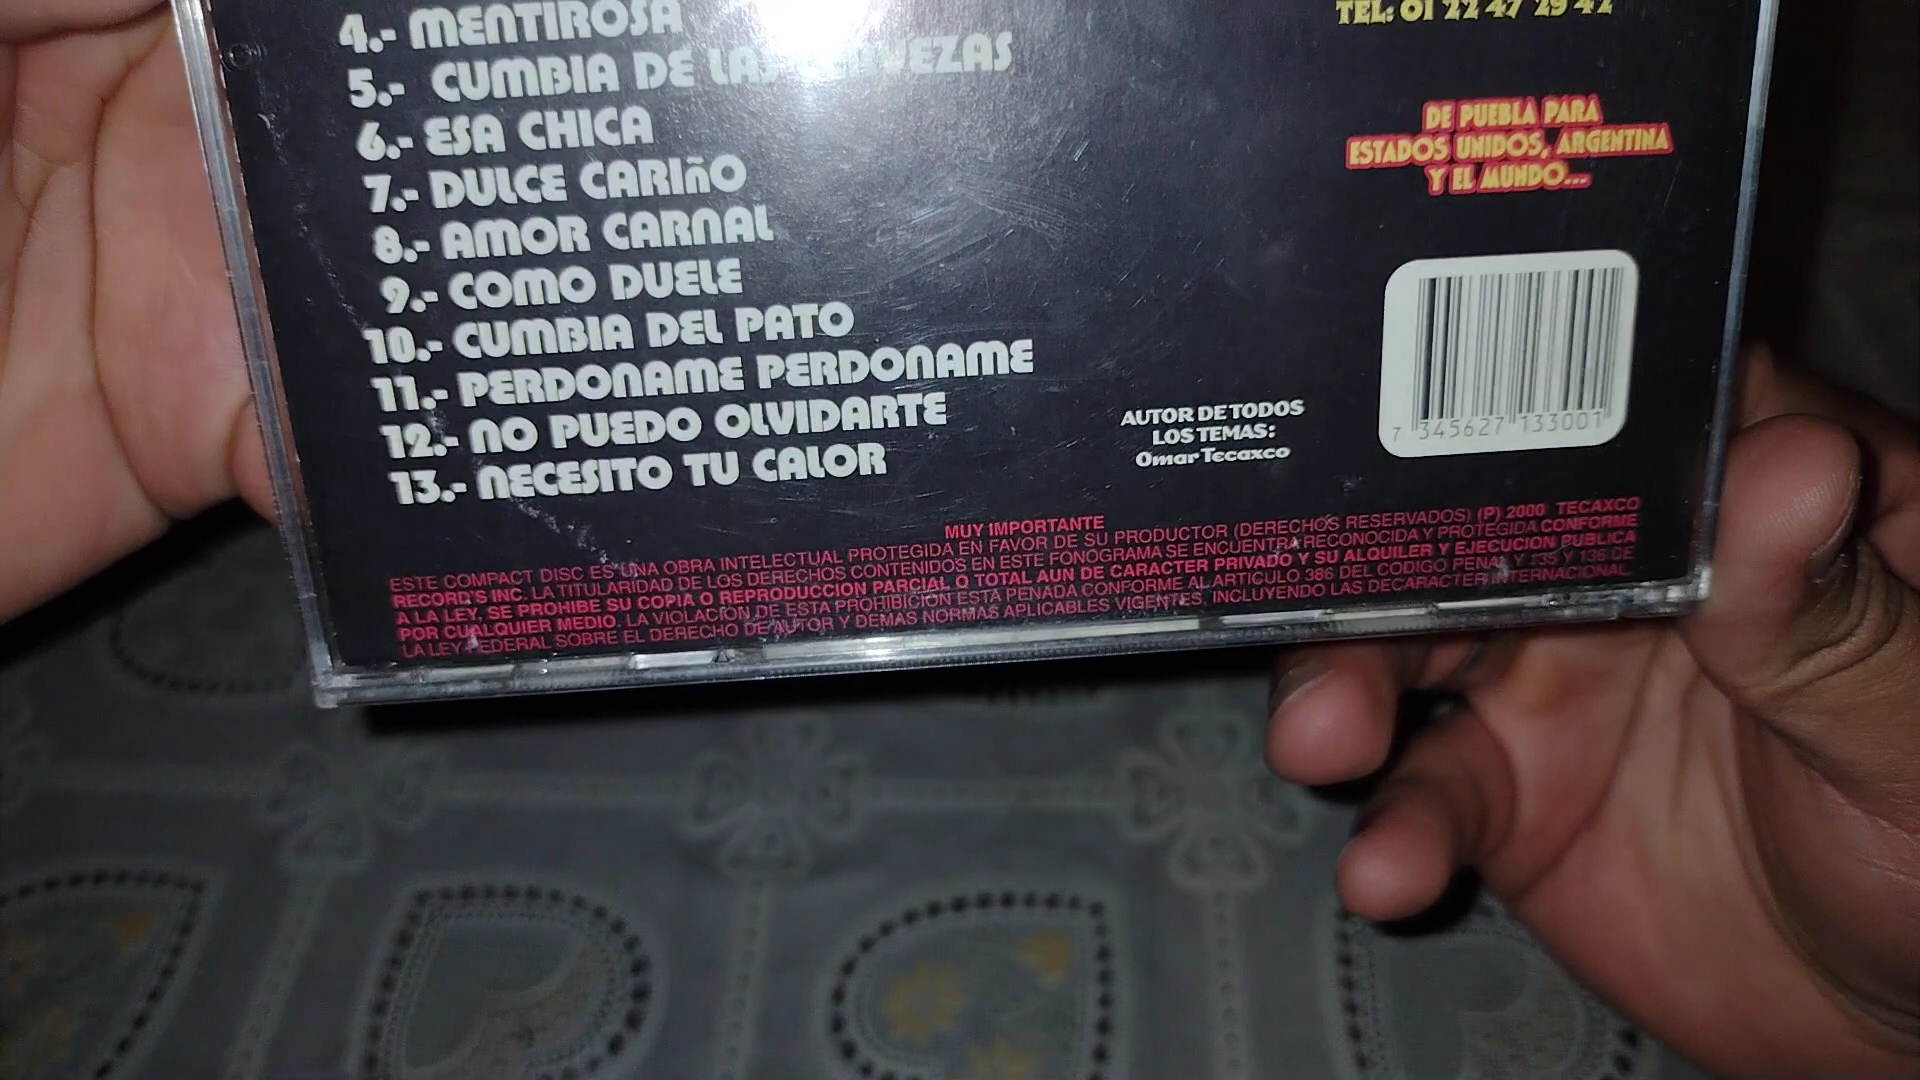 4.- MENTIROSA
5.- CUMBIA DE LAS
6.- ESA CHICA
7.- DULCE CARIñO
8.- AMOR CARNAL
9.- COMO DUELE
10.- CUMBIA DEL PATO
11.- PERDONAME PERDONAME
12.- NO PUEDO OLVIDARTE
13.- NECESITO TU CALOR
TEL: 01 22 47 29 42
DE PUEBLA PARA
ESTADOS UNIDOS, ARGENTINA
Y EL MUNDO...
7 345627 133001
AUTOR DE TODOS
LOS TEMAS:
Omar Tecaxco
MUY IMPORTANTE
ESTE COMPACT DISC ES UNA OBRA INTELECTUAL PROTEGIDA EN FAVOR DE SU PRODUCTOR (DERECHOS RESERVADOS) (P) 2000 TECAXCO
RECORD'S INC. LA TITULARIDAD DE LOS DERECHOS CONTENIDOS EN ESTE FONOGRAMA SE ENCUENTRA RECONOCIDA Y PROTEGIDA CONFORME
A LA LEY. SE PROHIBE SU COPIA O REPRODUCCION PARCIAL O TOTAL AUN DE CARACTER PRIVADO Y SU ALQUILER Y EJECUCION PUBLICA
POR CUALQUIER MEDIO. LA VIOLACION DE ESTA PROHIBICION ESTA PENADA CONFORME AL ARTICULO 386 DEL CODIGO PENAL Y 135 Y 136 DE
LA LEY FEDERAL SOBRE EL DERECHO DE AUTOR Y DEMAS NORMAS APLICABLES VIGENTES, INCLUYENDO LAS DECARACTER INTERNACIONAL